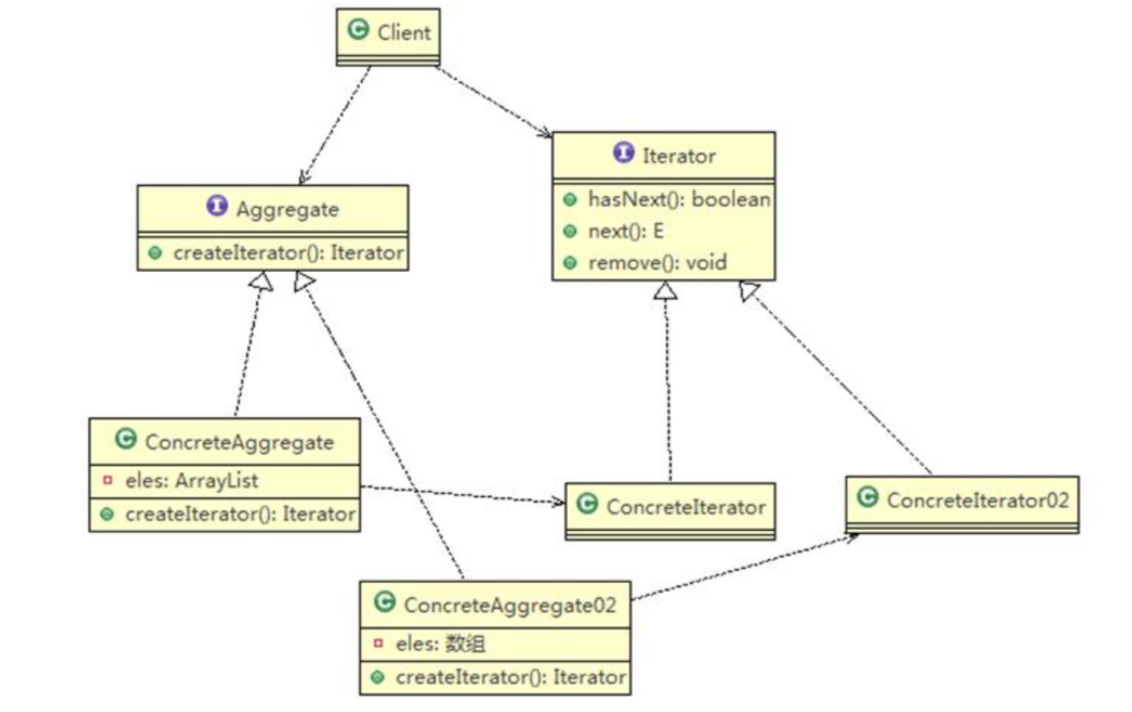 C Client
I Iterator
hasNext(): boolean
next(): E
remove(): void
I Aggregate
createIterator(): Iterator
C ConcreteAggregate
eles: ArrayList
createIterator(): Iterator
C ConcreteIterator
C ConcreteIterator02
C ConcreteAggregate02
eles: 数组
createIterator(): Iterator